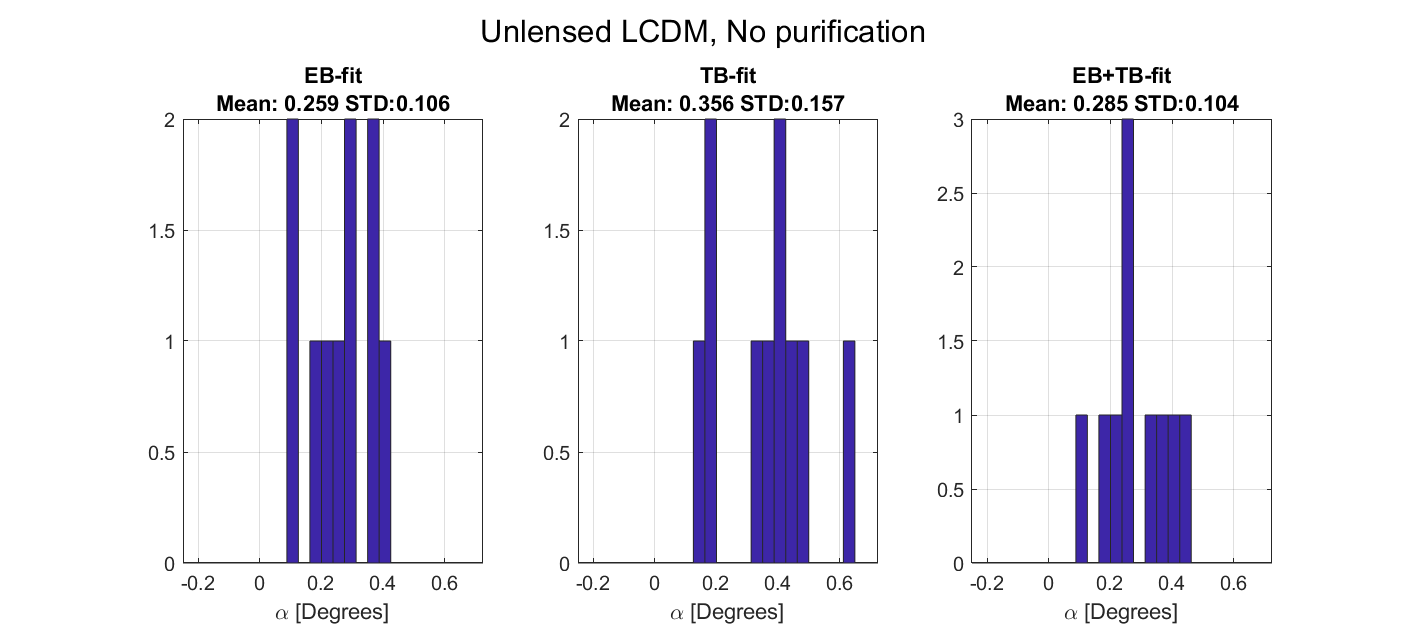 Unlensed LCDM, No purification
EB-fit
Mean: 0.259 STD:0.106
2
1.5
1
0.5
0
-0.2 0 0.2 0.4 0.6
α [Degrees]
TB-fit
Mean: 0.356 STD:0.157
2
1.5
1
0.5
0
-0.2 0 0.2 0.4 0.6
α [Degrees]
EB+TB-fit
Mean: 0.285 STD:0.104
3
2.5
2
1.5
1
0.5
0
-0.2 0 0.2 0.4 0.6
α [Degrees]